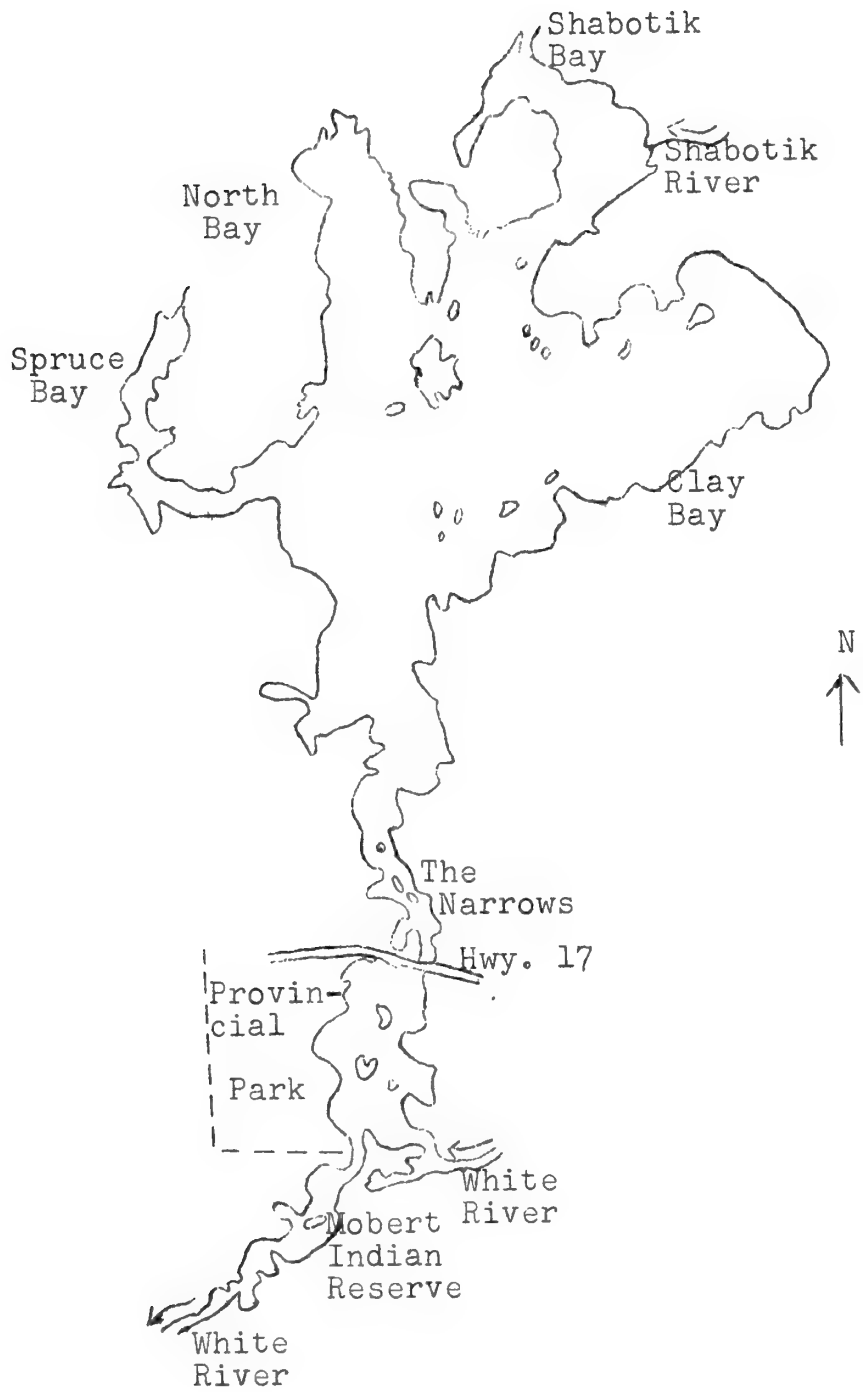 Shabotik
Bay
Shabotik
River
North
Bay
Spruce
Bay
Clay
Bay
N
The
Narrows
Hwy. 17
Provin-
cial
Park
White
River
Mobert
Indian
Reserve
White
River